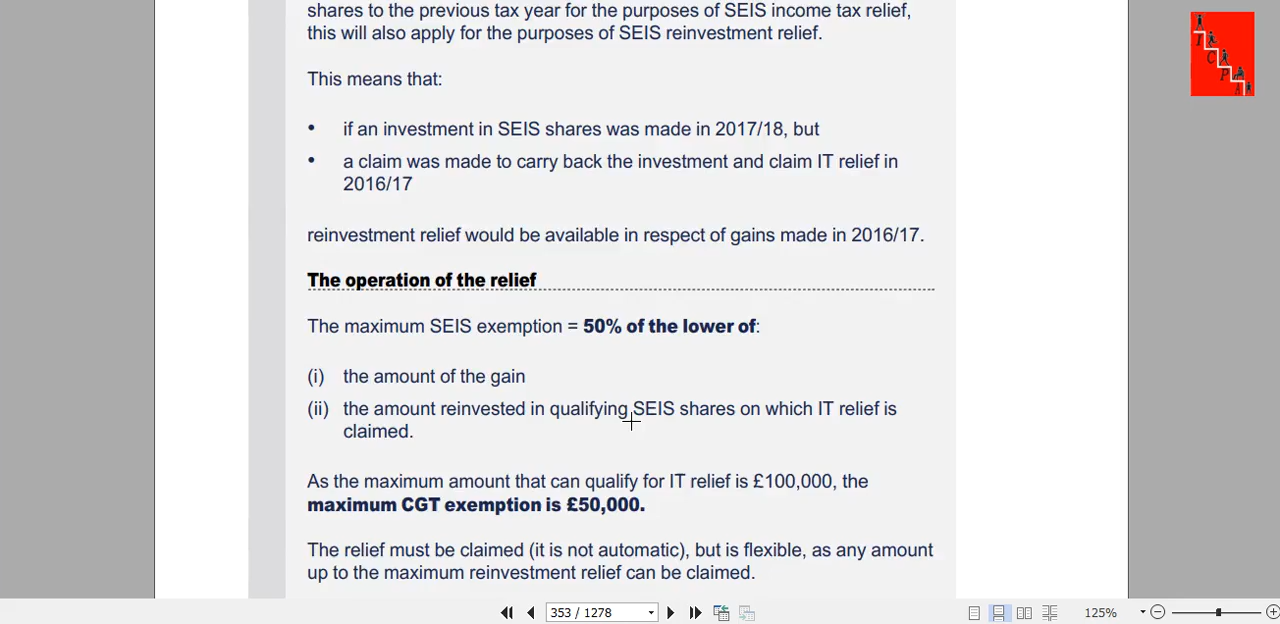 shares to the previous tax year for the purposes of SEIS income tax relief,
this will also apply for the purposes of SEIS reinvestment relief.
This means that:
• if an investment in SEIS shares was made in 2017/18, but
• a claim was made to carry back the investment and claim IT relief in
2016/17
reinvestment relief would be available in respect of gains made in 2016/17.
The operation of the relief
The maximum SEIS exemption = 50% of the lower of:
(i) the amount of the gain
(ii) the amount reinvested in qualifying SEIS shares on which IT relief is
claimed.
As the maximum amount that can qualify for IT relief is £100,000, the
maximum CGT exemption is £50,000.
The relief must be claimed (it is not automatic), but is flexible, as any amount
up to the maximum reinvestment relief can be claimed.
I
C
P
A
353 / 1278
125%